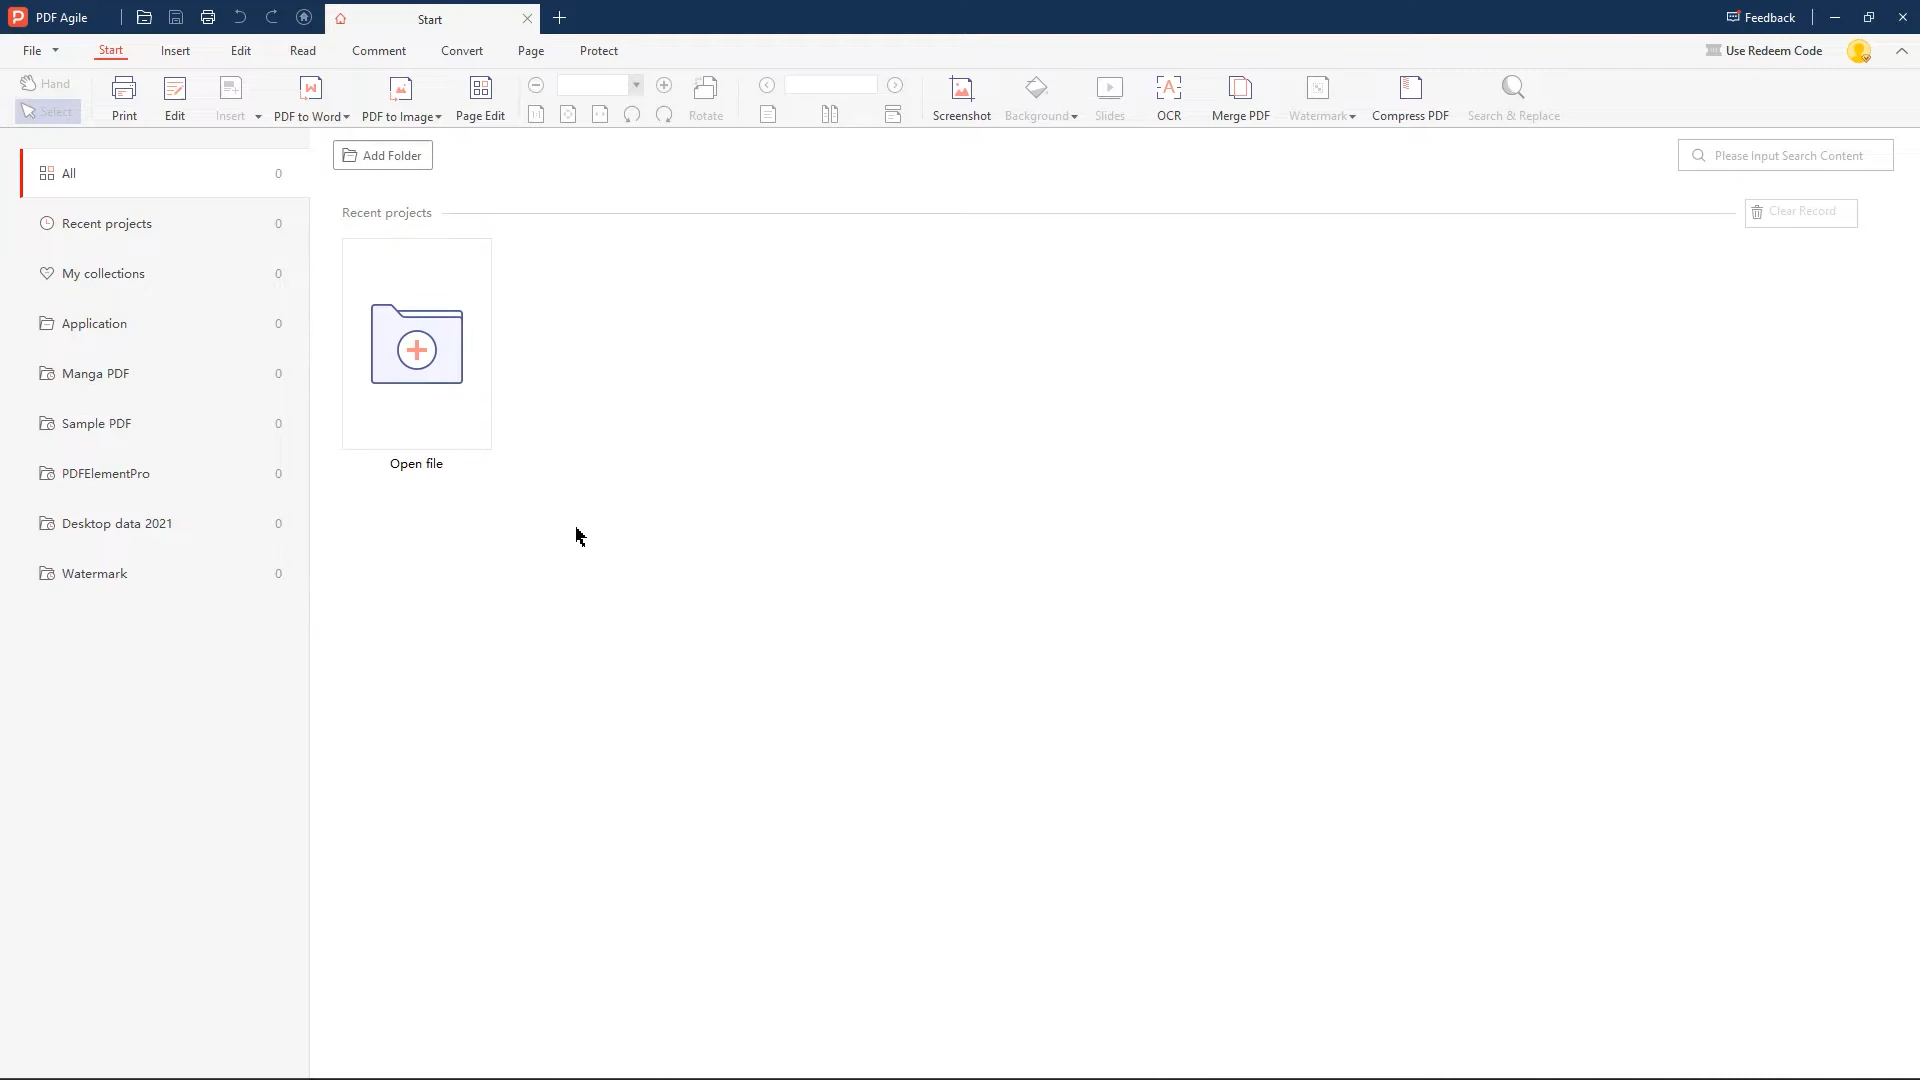 PDF Agile
Start
Feedback
File Start Insert Edit Read Comment Convert Page Protect
Use Redeem Code
Hand
Select
Print Edit Insert PDF to Word PDF to Image Page Edit Rotate Screenshot Background Slides OCR Merge PDF Watermark Compress PDF Search & Replace
Add Folder
Please Input Search Content
All 0
Recent projects 0
My collections 0
Application 0
Manga PDF 0
Sample PDF 0
PDFElementPro 0
Desktop data 2021 0
Watermark 0
Recent projects
Clear Record
Open file